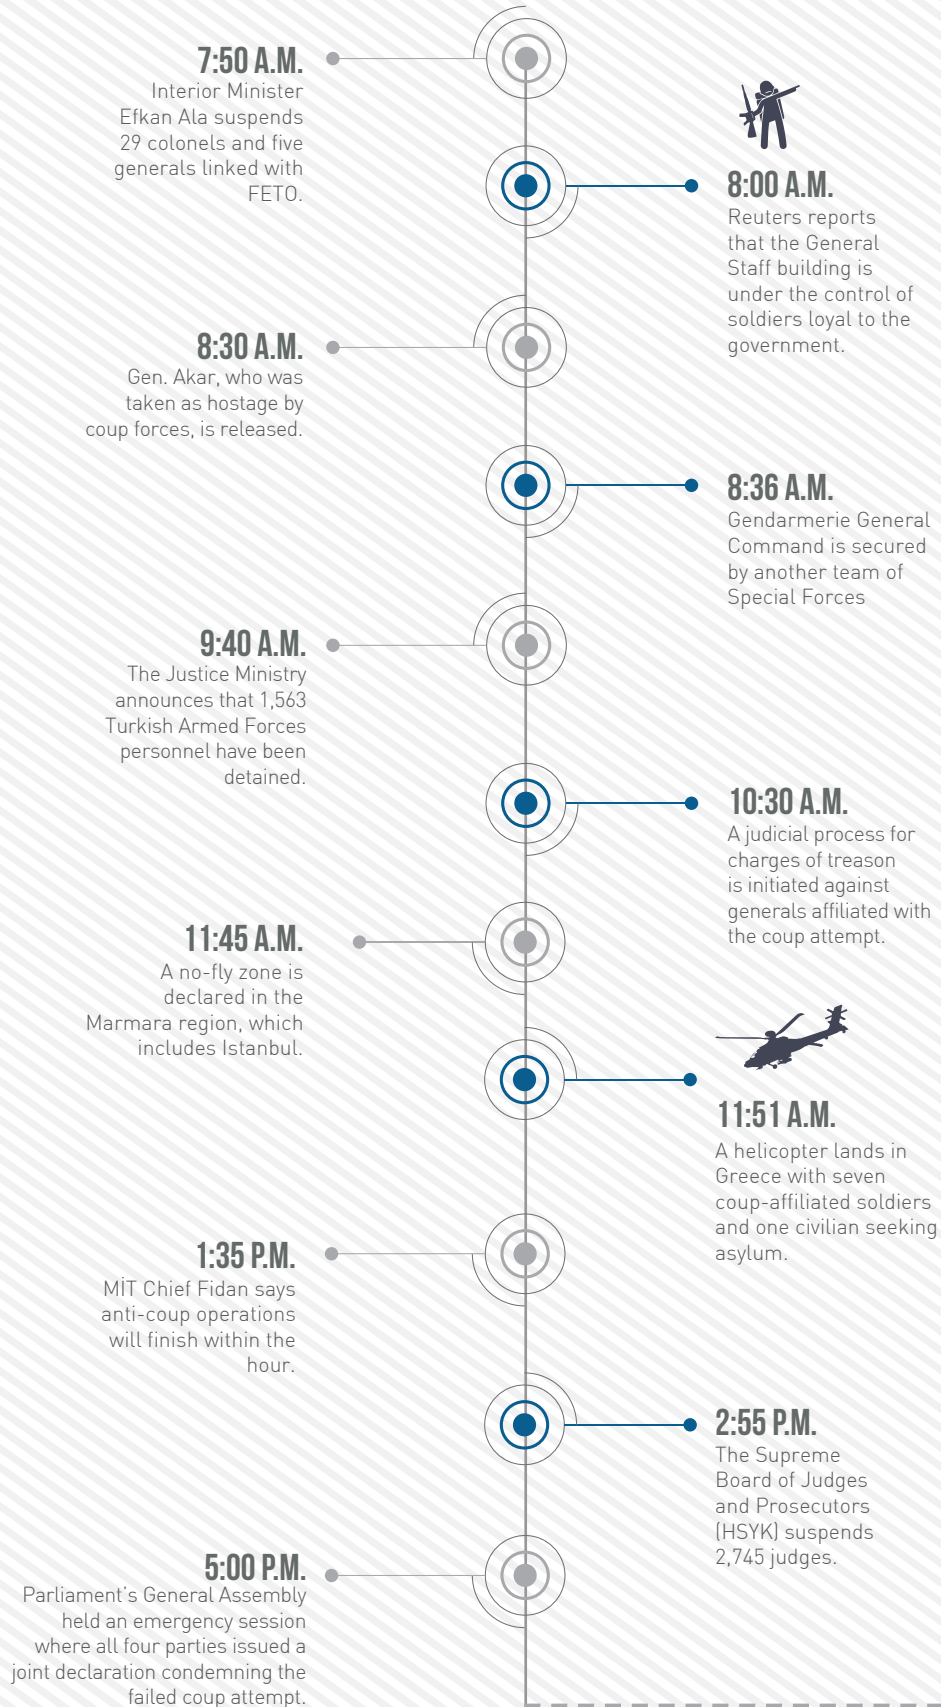 7:50 A.M.
Interior Minister
Efkan Ala suspends
29 colonels and five
generals linked with
FETO.
8:00 A.M.
Reuters reports
that the General
Staff building is
under the control of
soldiers loyal to the
government.
8:30 A.M.
Gen. Akar, who was
taken as hostage by
coup forces, is released.
8:36 A.M.
Gendarmerie General
Command is secured
by another team of
Special Forces
9:40 A.M.
The Justice Ministry
announces that 1,563
Turkish Armed Forces
personnel have been
detained.
10:30 A.M.
A judicial process for
charges of treason
is initiated against
generals affiliated with
the coup attempt.
11:45 A.M.
A no-fly zone is
declared in the
Marmara region, which
includes Istanbul.
11:51 A.M.
A helicopter lands in
Greece with seven
coup-affiliated soldiers
and one civilian seeking
asylum.
1:35 P.M.
MİT Chief Fidan says
anti-coup operations
will finish within the
hour.
2:55 P.M.
The Supreme
Board of Judges
and Prosecutors
(HSYK) suspends
2,745 judges.
5:00 P.M.
Parliament's General Assembly
held an emergency session
where all four parties issued a
joint declaration condemning the
failed coup attempt.